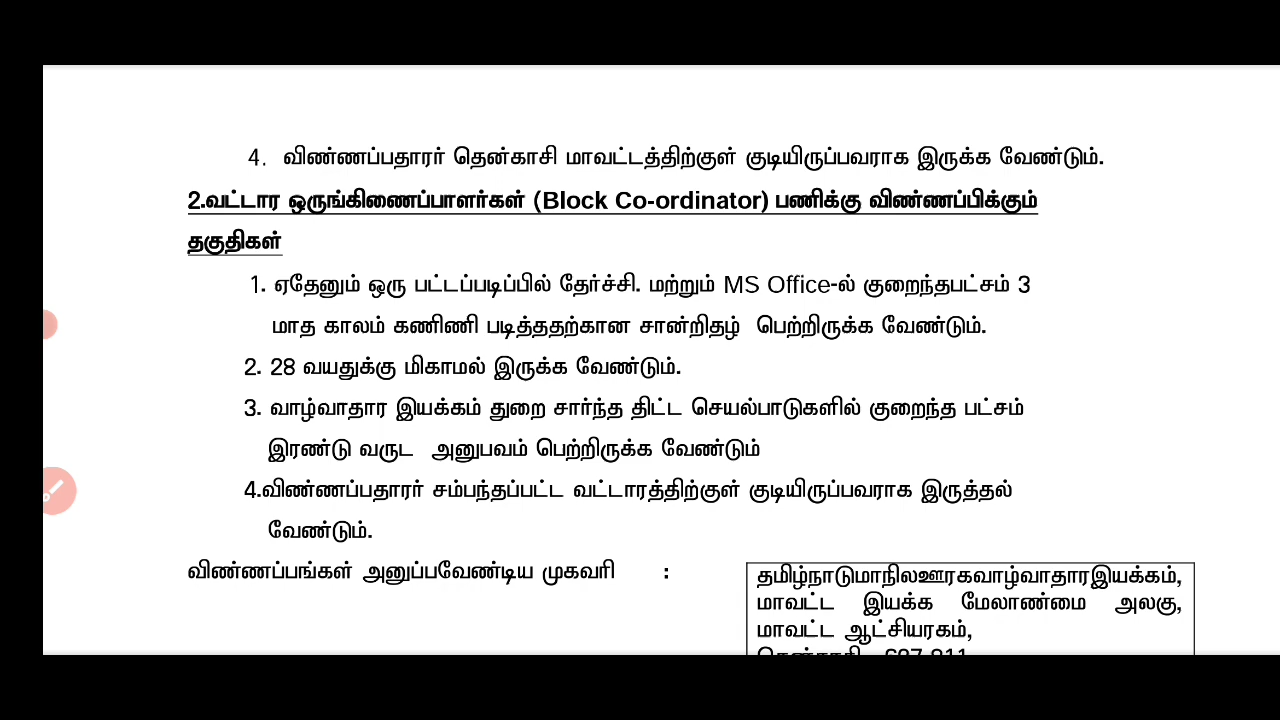 4. விண்ணப்பதாரர் தென்காசி மாவட்டத்திற்குள் குடியிருப்பவராக இருக்க வேண்டும்.
2.வட்டார ஒருங்கிணைப்பாளர்கள் (Block Co-ordinator) பணிக்கு விண்ணப்பிக்கும்
தகுதிகள்
1. ஏதேனும் ஒரு பட்டப்படிப்பில் தேர்ச்சி. மற்றும் MS Office-ல் குறைந்தபட்சம் 3
மாத காலம் கணிணி படித்ததற்கான சான்றிதழ் பெற்றிருக்க வேண்டும்.
2. 28 வயதுக்கு மிகாமல் இருக்க வேண்டும்.
3. வாழ்வாதார இயக்கம் துறை சார்ந்த திட்ட செயல்பாடுகளில் குறைந்த பட்சம்
இரண்டு வருட அனுபவம் பெற்றிருக்க வேண்டும்
4.விண்ணப்பதாரர் சம்பந்தப்பட்ட வட்டாரத்திற்குள் குடியிருப்பவராக இருத்தல்
வேண்டும்.
விண்ணப்பங்கள் அனுப்பவேண்டிய முகவரி :
தமிழ்நாடுமாநிலஊரகவாழ்வாதாரஇயக்கம்,
மாவட்ட இயக்க மேலாண்மை அலகு,
மாவட்ட ஆட்சியரகம்,